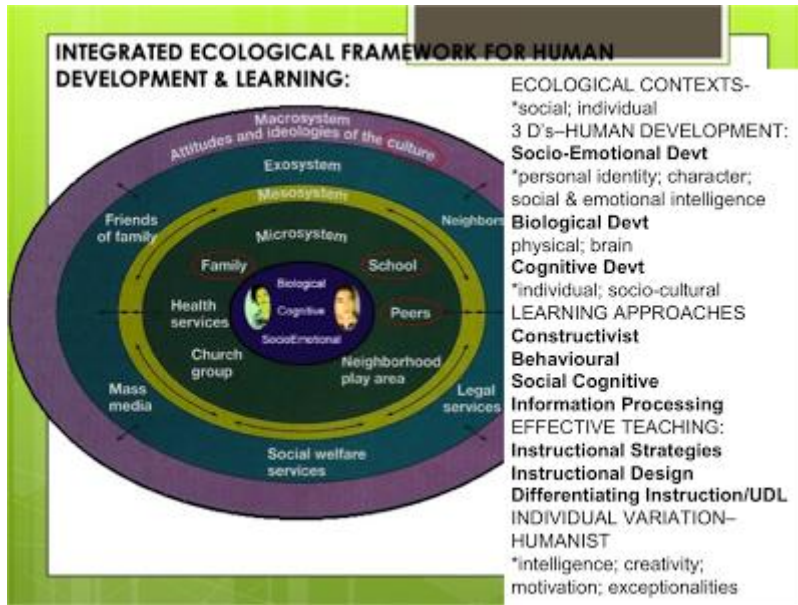 INTEGRATED ECOLOGICAL FRAMEWORK FOR HUMAN
DEVELOPMENT & LEARNING:
Macrosystem
Attitudes and ideologies of the culture
Exosystem
Mesosystem
Friends
of family
Neighbors
Microsystem
Family
School
Biological
Health
services
Cognitive
Peers
SocioEmotional
Church
group
Neighborhood
play area
Mass
media
Legal
services
Social welfare
services
ECOLOGICAL CONTEXTS-
*social; individual
3 D's–HUMAN DEVELOPMENT:
Socio-Emotional Devt
*personal identity; character;
social & emotional intelligence
Biological Devt
physical; brain
Cognitive Devt
*individual; socio-cultural
LEARNING APPROACHES
Constructivist
Behavioural
Social Cognitive
Information Processing
EFFECTIVE TEACHING:
Instructional Strategies
Instructional Design
Differentiating Instruction/UDL
INDIVIDUAL VARIATION–
HUMANIST
*intelligence; creativity;
motivation; exceptionalities